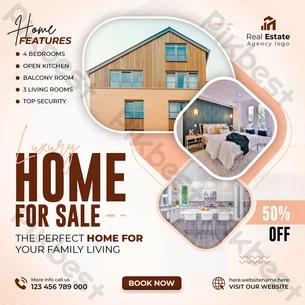 Home
FEATURES
• 4 BEDROOMS
• OPEN KITCHEN
• BALCONY ROOM
• 3 LIVING ROOMS
• TOP SECURITY
Real Estate
Agency logo
Luxury
HOME
FOR SALE
THE PERFECT HOME FOR
YOUR FAMILY LIVING
50%
OFF
Call us now
123 456 789 000
BOOK NOW
here.websitename.here
visit our website
Pikbest